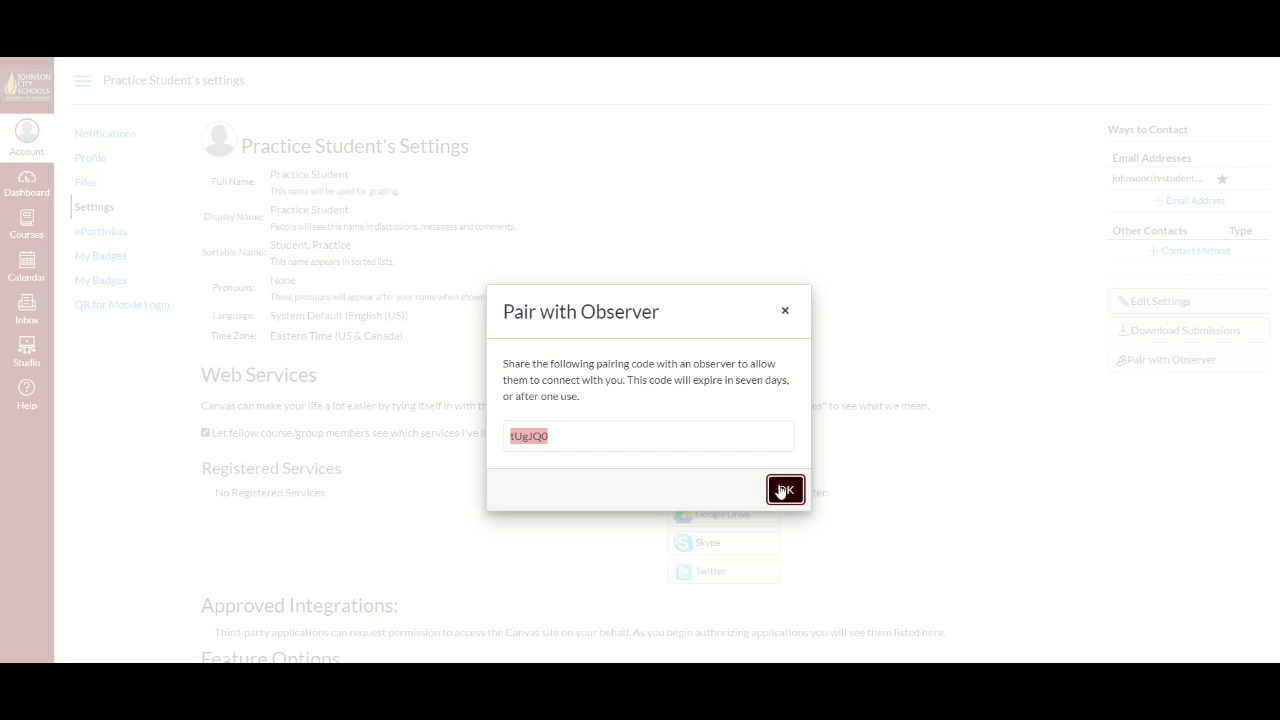 JOHNSON
CITY
SCHOOLS
Practice Student's settings
Account
Dashboard
Courses
Calendar
Inbox
Studio
Help
Notifications
Profile
Files
Settings
ePortfolios
My Badges
My Badges
QR for Mobile Login
Practice Student's Settings
Full Name: Practice Student
This name will be used for grading.
Display Name: Practice Student
People will see this name in discussions, messages and comments.
Sortable Name: Student, Practice
This name appears in sorted lists.
Pronouns: None
These pronouns will appear after your name when shown
Language: System Default (English (US))
Time Zone: Eastern Time (US & Canada)
Web Services
Canvas can make your life a lot easier by tying itself in with th
es" to see what we mean.
Let fellow course/group members see which services I've li
Registered Services
No Registered Services
ter:
Google Drive
Skype
Twitter
Approved Integrations:
Third-party applications can request permission to access the Canvas site on your behalf. As you begin authorizing applications you will see them listed here.
Feature Options
Pair with Observer ×
Share the following pairing code with an observer to allow
them to connect with you. This code will expire in seven days,
or after one use.
tUgJQ0
OK
Ways to Contact
Email Addresses
johnsoncitystudent... ★
+ Email Address
Other Contacts Type
+ Contact Method
Edit Settings
Download Submissions
Pair with Observer